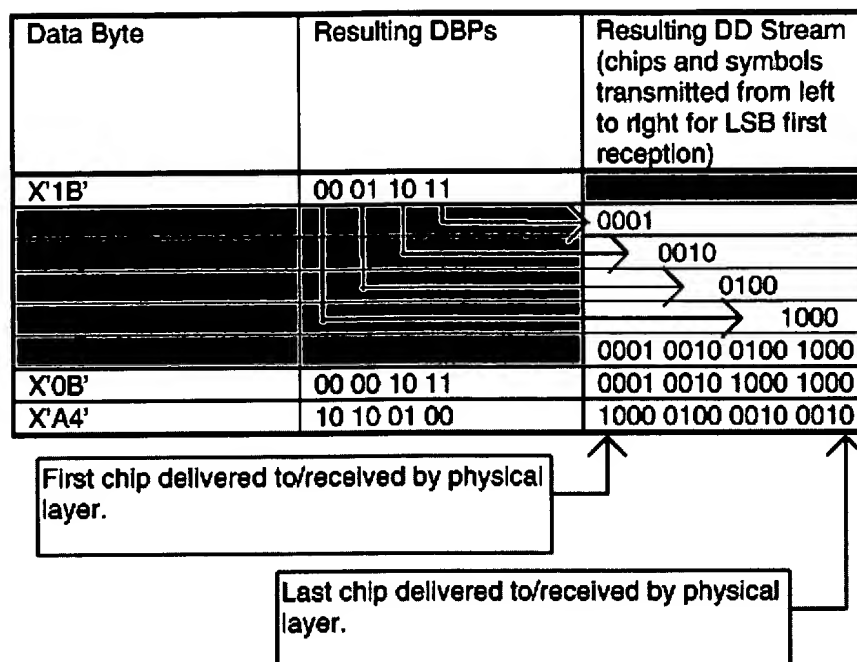 Data Byte
Resulting DBPs
Resulting DD Stream
(chips and symbols
transmitted from left
to right for LSB first
reception)
X'1B'
00 01 10 11
0001
0010
0100
1000
0001 0010 0100 1000
X'0B'
00 00 10 11
0001 0010 1000 1000
X'A4'
10 10 01 00
1000 0100 0010 0010
First chip delivered to/received by physical
layer.
Last chip delivered to/received by physical
layer.